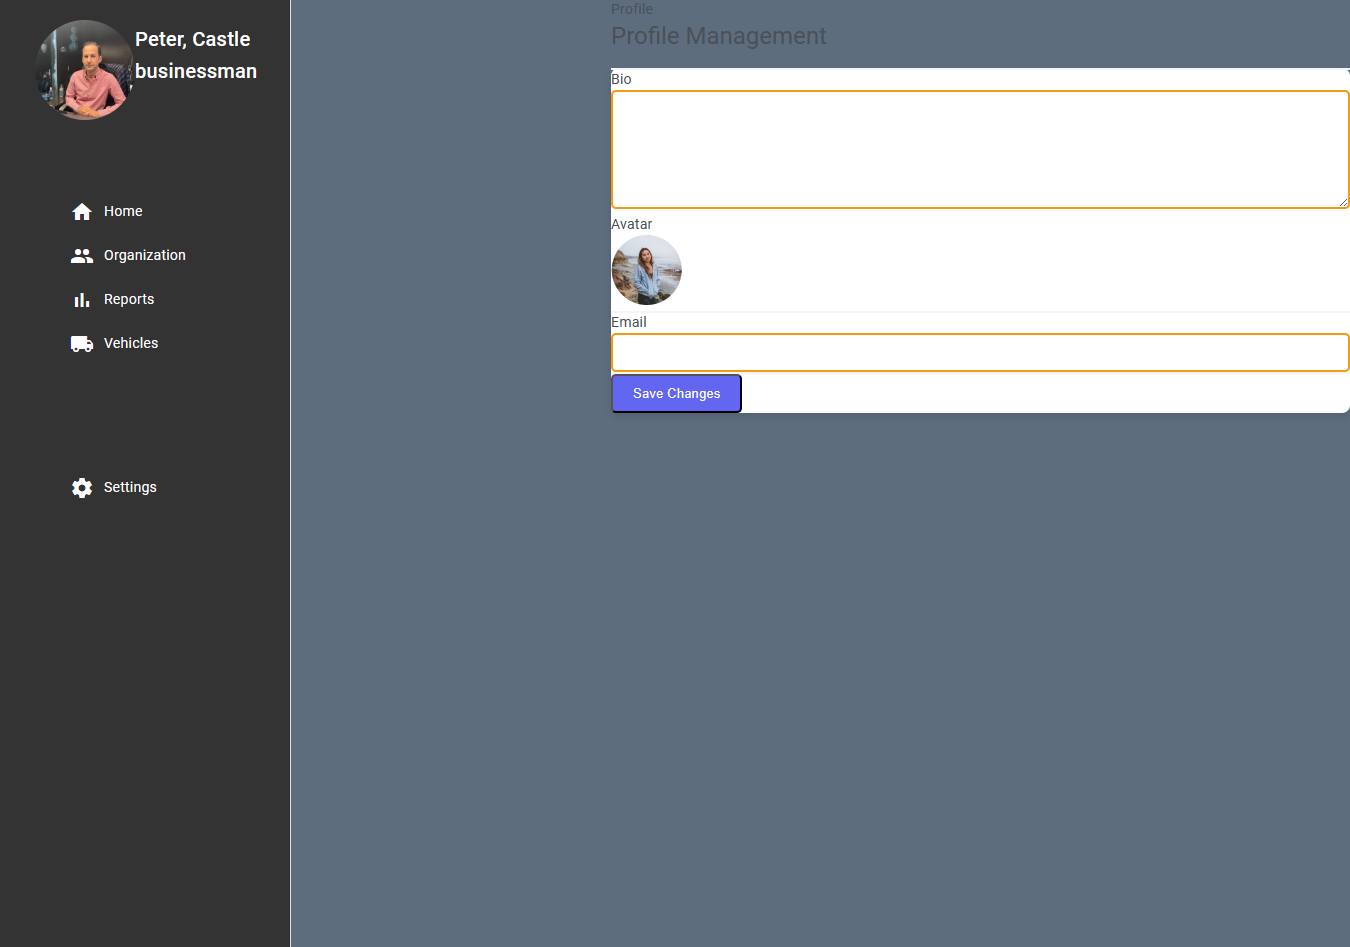 Peter, Castle
businessman
Home
Organization
Reports
Vehicles
Settings
Profile
Profile Management
Bio
Avatar
Email
Save Changes